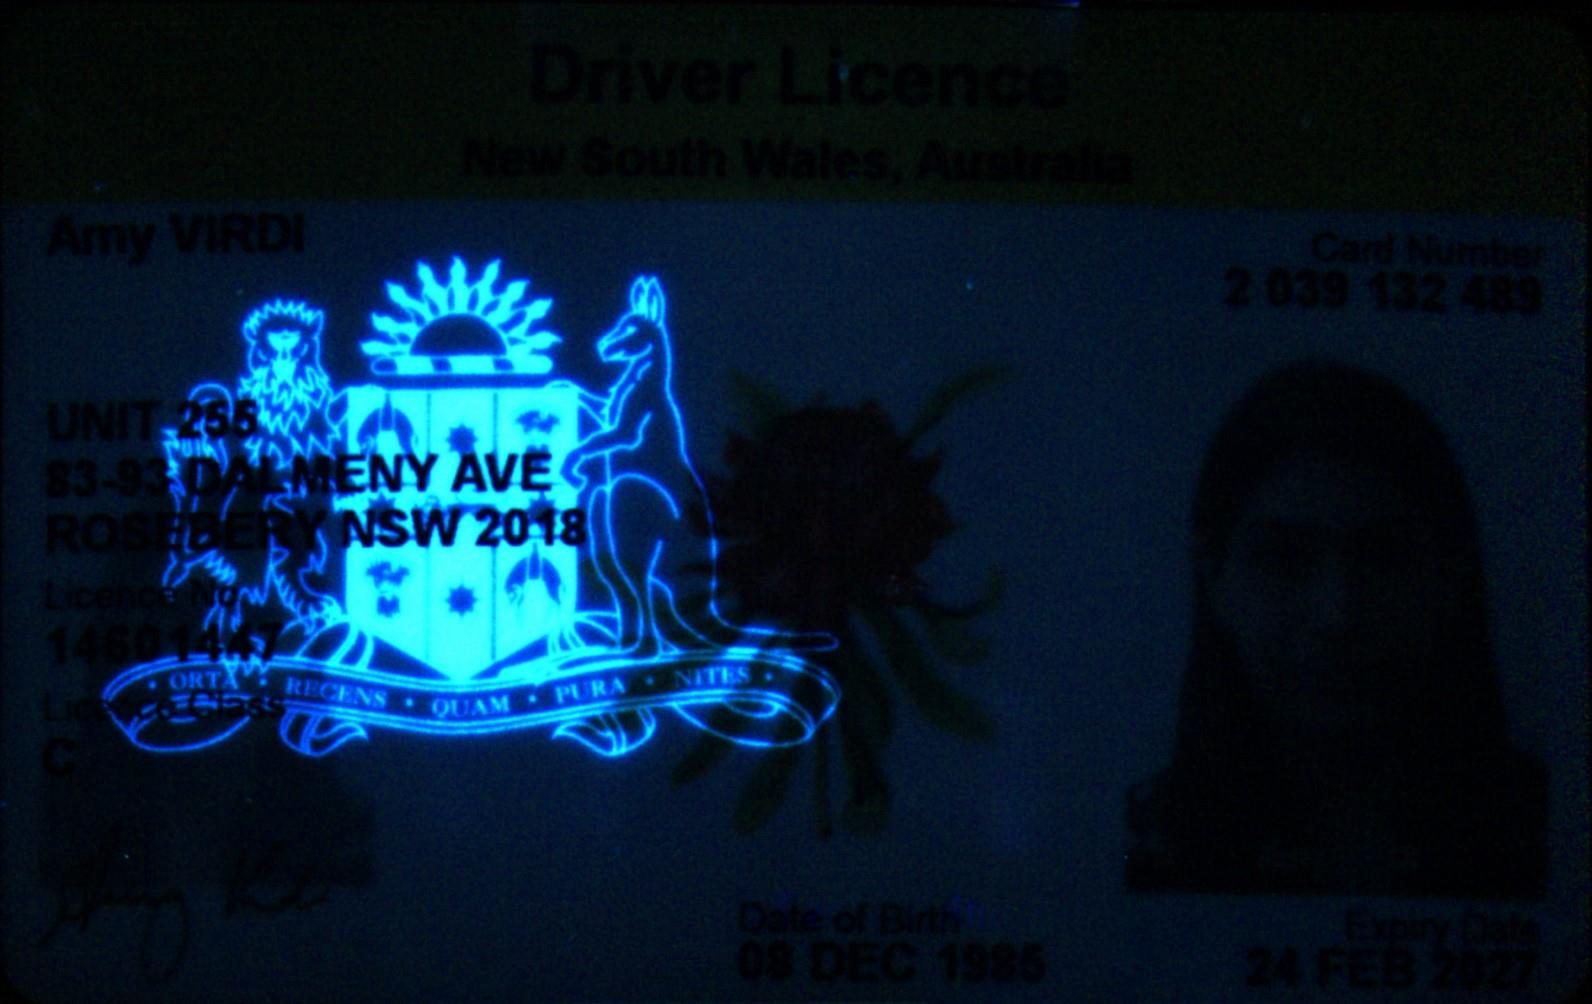 Driver Licence
New South Wales, Australia
Amy VIRDI
Card Number
2 039 132 489
UNIT 255
83-93 DALMENY AVE
ROSEBERY NSW 2018
Licence No
14601447
ORTA • RECENS • QUAM • PURA • NITES •
Licence Class
C
Date of Birth
08 DEC 1985
Expiry Date
24 FEB 2027